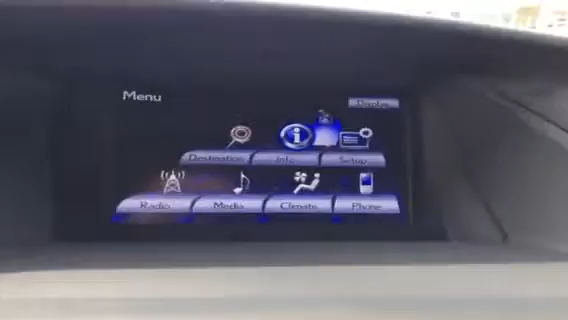 Menu
Display
Destination Info Setup
Radio Media Climate Phone